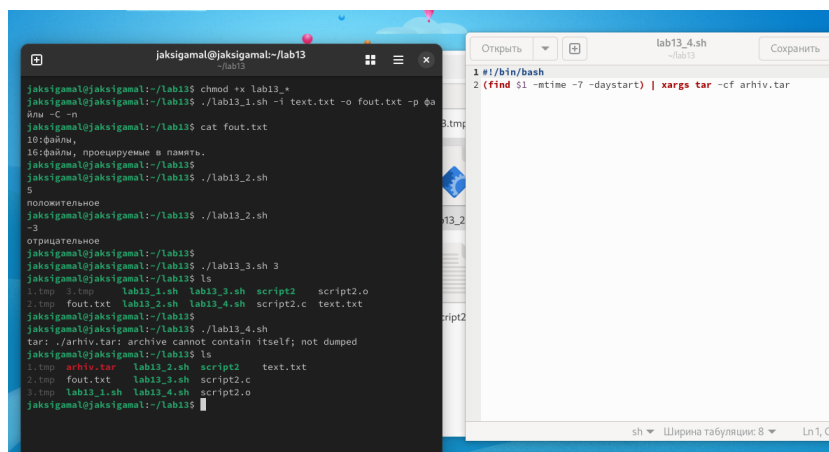 jaksigamal@jaksigamal:~/lab13
~/lab13
jaksigamal@jaksigamal:~/lab13$ chmod +x lab13_*
jaksigamal@jaksigamal:~/lab13$ ./lab13_1.sh -i text.txt -o fout.txt -p фа
йлы -C -n
jaksigamal@jaksigamal:~/lab13$ cat fout.txt
10:файлы,
16:файлы, проецируемые в память.
jaksigamal@jaksigamal:~/lab13$
jaksigamal@jaksigamal:~/lab13$ ./lab13_2.sh
5
положительное
jaksigamal@jaksigamal:~/lab13$ ./lab13_2.sh
-3
отрицательное
jaksigamal@jaksigamal:~/lab13$
jaksigamal@jaksigamal:~/lab13$ ./lab13_3.sh 3
jaksigamal@jaksigamal:~/lab13$ ls
1.tmp 3.tmp lab13_1.sh lab13_3.sh script2 script2.o
2.tmp fout.txt lab13_2.sh lab13_4.sh script2.c text.txt
jaksigamal@jaksigamal:~/lab13$
jaksigamal@jaksigamal:~/lab13$ ./lab13_4.sh
tar: ./arhiv.tar: archive cannot contain itself; not dumped
jaksigamal@jaksigamal:~/lab13$ ls
1.tmp arhiv.tar lab13_2.sh script2 text.txt
2.tmp fout.txt lab13_3.sh script2.c
3.tmp lab13_1.sh lab13_4.sh script2.o
jaksigamal@jaksigamal:~/lab13$
3.tmp
13_2
cript2
Открыть
lab13_4.sh
~/lab13
Сохранить
1 #!/bin/bash
2 (find $1 -mtime -7 -daystart) | xargs tar -cf arhiv.tar
sh Ширина табуляции: 8 Ln 1,